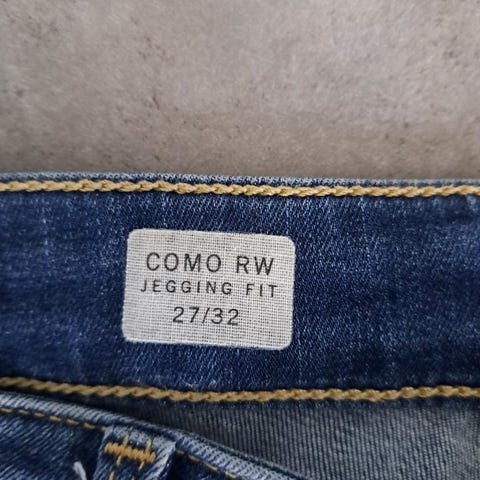 COMO RW
JEGGING FIT
27/32